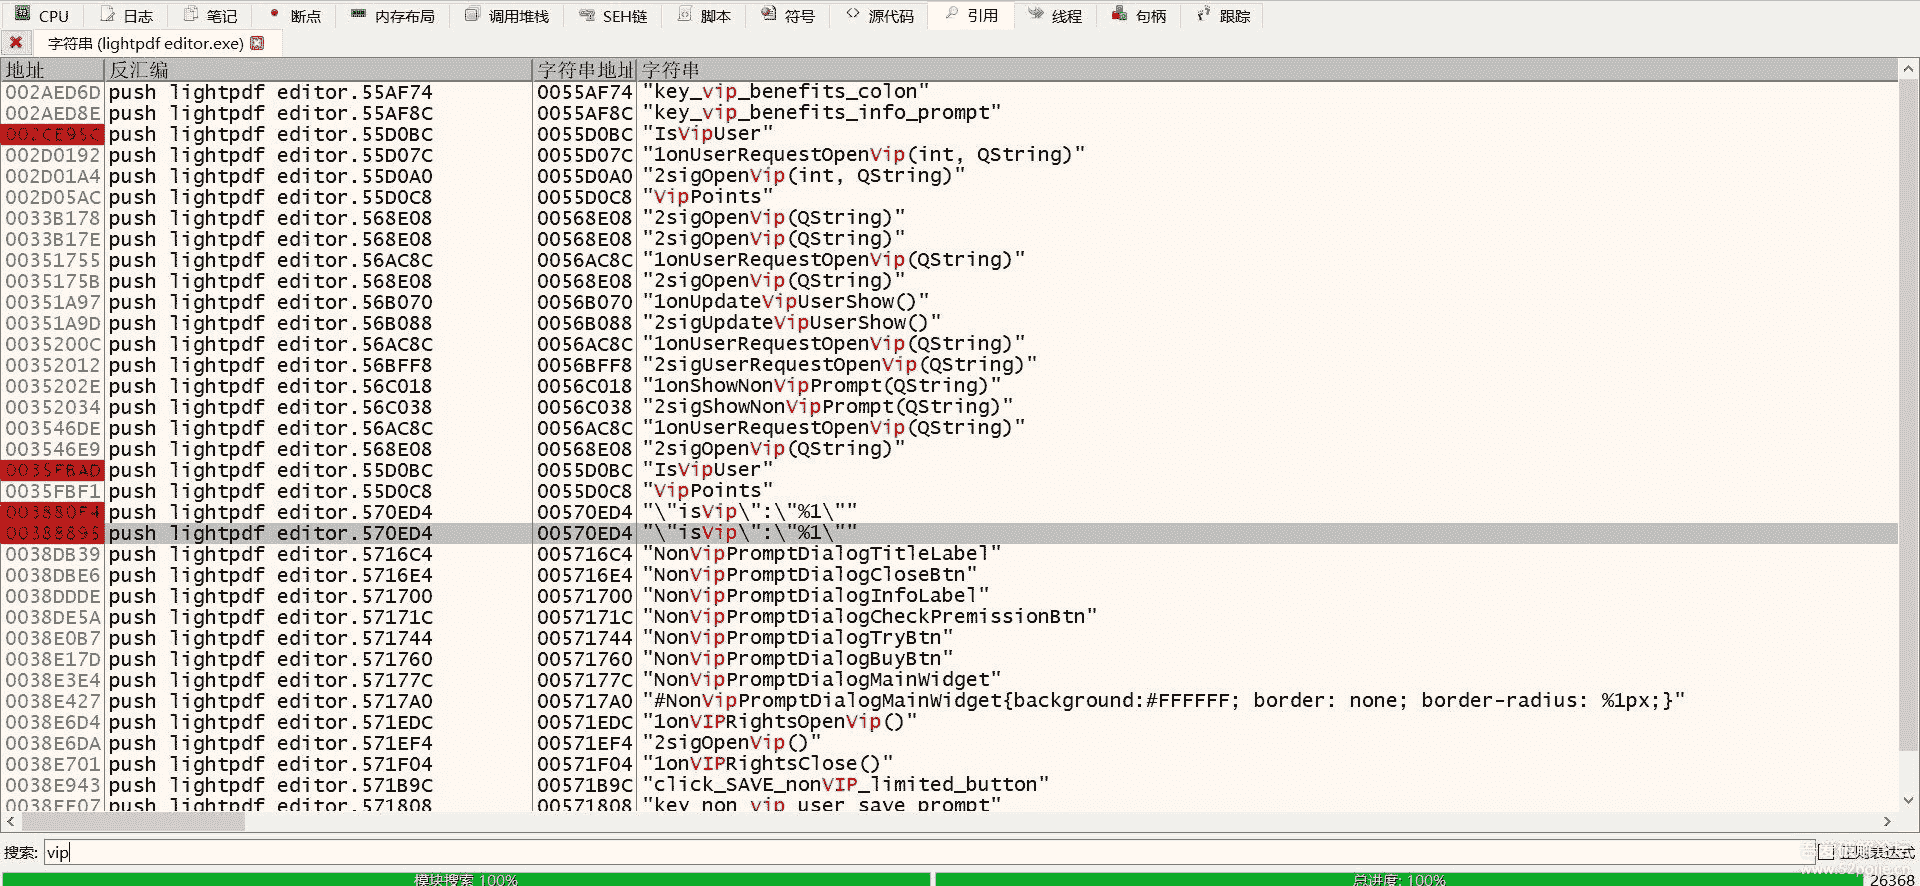 CPU 日志 笔记 断点 内存布局 调用堆栈 SEH链 脚本 符号 源代码 引用 线程 句柄 跟踪
字符串 (lightpdf editor.exe)
地址 反汇编 字符串地址 字符串
002AED6D push lightpdf editor.55AF74 0055AF74 "key_vip_benefits_colon"
002AED8E push lightpdf editor.55AF8C 0055AF8C "key_vip_benefits_info_prompt"
002CE95C push lightpdf editor.55D0BC 0055D0BC "IsVipUser"
002D0192 push lightpdf editor.55D07C 0055D07C "1onUserRequestOpenVip(int, QString)"
002D01A4 push lightpdf editor.55D0A0 0055D0A0 "2sigOpenVip(int, QString)"
002D05AC push lightpdf editor.55D0C8 0055D0C8 "VipPoints"
0033B178 push lightpdf editor.568E08 00568E08 "2sigOpenVip(QString)"
0033B17E push lightpdf editor.568E08 00568E08 "2sigOpenVip(QString)"
00351755 push lightpdf editor.56AC8C 0056AC8C "1onUserRequestOpenVip(QString)"
0035175B push lightpdf editor.568E08 00568E08 "2sigOpenVip(QString)"
00351A97 push lightpdf editor.56B070 0056B070 "1onUpdateVipUserShow()"
00351A9D push lightpdf editor.56B088 0056B088 "2sigUpdateVipUserShow()"
0035200C push lightpdf editor.56AC8C 0056AC8C "1onUserRequestOpenVip(QString)"
00352012 push lightpdf editor.56BFF8 0056BFF8 "2sigUserRequestOpenVip(QString)"
0035202E push lightpdf editor.56C018 0056C018 "1onShowNonVipPrompt(QString)"
00352034 push lightpdf editor.56C038 0056C038 "2sigShowNonVipPrompt(QString)"
003546DE push lightpdf editor.56AC8C 0056AC8C "1onUserRequestOpenVip(QString)"
003546E9 push lightpdf editor.568E08 00568E08 "2sigOpenVip(QString)"
0035FBAD push lightpdf editor.55D0BC 0055D0BC "IsVipUser"
0035FBF1 push lightpdf editor.55D0C8 0055D0C8 "VipPoints"
003880F4 push lightpdf editor.570ED4 00570ED4 "\"isVip\":\"%1\""
00388895 push lightpdf editor.570ED4 00570ED4 "\"isVip\":\"%1\""
0038DB39 push lightpdf editor.5716C4 005716C4 "NonVipPromptDialogTitleLabel"
0038DBE6 push lightpdf editor.5716E4 005716E4 "NonVipPromptDialogCloseBtn"
0038DDDE push lightpdf editor.571700 00571700 "NonVipPromptDialogInfoLabel"
0038DE5A push lightpdf editor.57171C 0057171C "NonVipPromptDialogCheckPremissionBtn"
0038E0B7 push lightpdf editor.571744 00571744 "NonVipPromptDialogTryBtn"
0038E17D push lightpdf editor.571760 00571760 "NonVipPromptDialogBuyBtn"
0038E3E4 push lightpdf editor.57177C 0057177C "NonVipPromptDialogMainWidget"
0038E427 push lightpdf editor.5717A0 005717A0 "#NonVipPromptDialogMainWidget{background:#FFFFFF; border: none; border-radius: %1px;}"
0038E6D4 push lightpdf editor.571EDC 00571EDC "1onVIPRightsOpenVip()"
0038E6DA push lightpdf editor.571EF4 00571EF4 "2sigOpenVip()"
0038E701 push lightpdf editor.571F04 00571F04 "1onVIPRightsClose()"
0038E943 push lightpdf editor.571B9C 00571B9C "click_SAVE_nonVIP_limited_button"
0038EF07 push lightpdf editor.571808 00571808 "key_non_vip_user_save_prompt"
搜索: vip 正则表达式
模块搜索 100% 总进度: 100% 26368